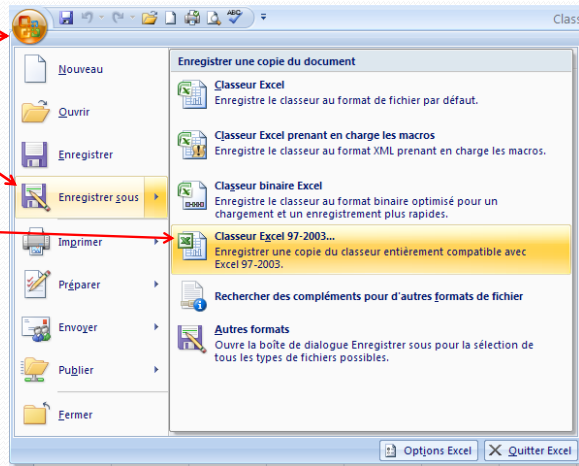 ABC
Class
Nouveau
Ouvrir
Enregistrer
Enregistrer sous
Imprimer
Préparer
Envoyer
Publier
Fermer
Enregistrer une copie du document
Classeur Excel
Enregistre le classeur au format de fichier par défaut.
Classeur Excel prenant en charge les macros
Enregistre le classeur au format XML prenant en charge les macros.
Classeur binaire Excel
Enregistre le classeur au format binaire optimisé pour un
chargement et un enregistrement plus rapides.
Classeur Excel 97-2003...
Enregistrer une copie du classeur entièrement compatible avec
Excel 97-2003.
Rechercher des compléments pour d'autres formats de fichier
Autres formats
Ouvre la boîte de dialogue Enregistrer sous pour la sélection de
tous les types de fichiers possibles.
Options Excel
Quitter Excel